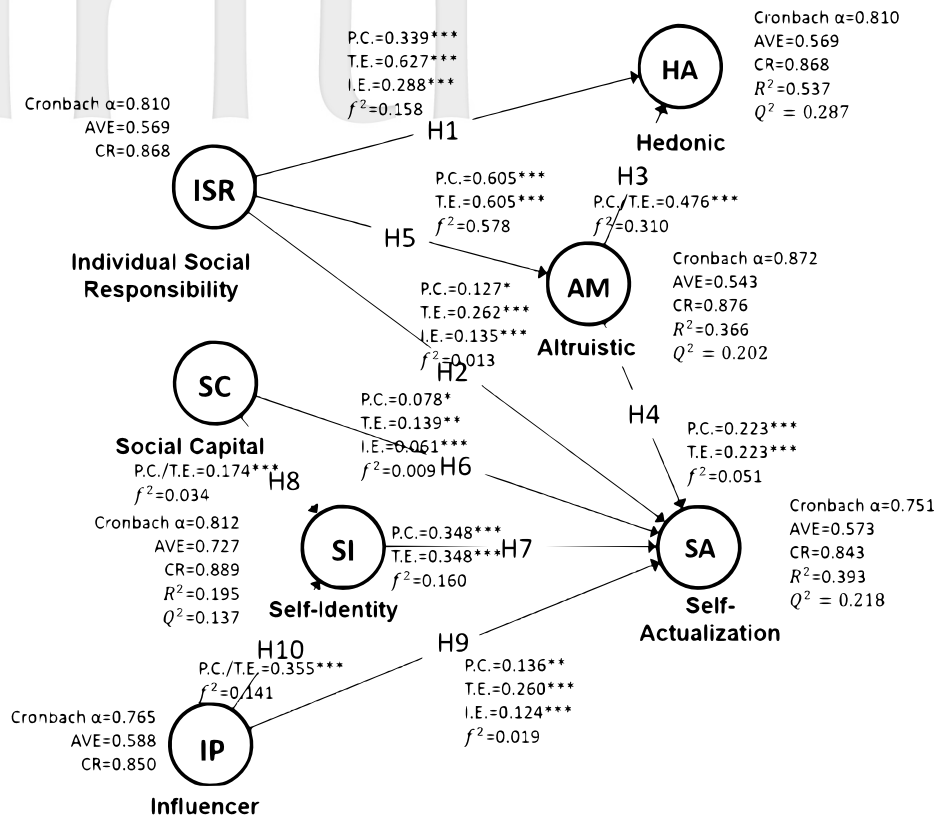 Cronbach α=0.810
AVE=0.569
CR=0.868
R²=0.537
Q² = 0.287
HA
Hedonic
P.C.=0.339***
T.E.=0.627***
I.E.=0.288***
f²=0.158
H1
Cronbach α=0.810
AVE=0.569
CR=0.868
ISR
Individual Social
Responsibility
P.C.=0.605***
T.E.=0.605***
f²=0.578
H5
H3
P.C./T.E.=0.476***
f²=0.310
AM
Altruistic
Cronbach α=0.872
AVE=0.543
CR=0.876
R²=0.366
Q² = 0.202
P.C.=0.127*
T.E.=0.262***
I.E.=0.135***
f²=0.013
H2
SC
Social Capital
P.C.=0.078*
T.E.=0.139**
I.E.=0.061***
f²=0.009
H6
H4
P.C.=0.223***
T.E.=0.223***
f²=0.051
P.C./T.E.=0.174***
f²=0.034
H8
Cronbach α=0.812
AVE=0.727
CR=0.889
R²=0.195
Q²=0.137
SI
Self-Identity
P.C.=0.348***
T.E.=0.348***
f²=0.160
H7
SA
Self-
Actualization
Cronbach α=0.751
AVE=0.573
CR=0.843
R²=0.393
Q² = 0.218
H9
P.C.=0.136**
T.E.=0.260***
I.E.=0.124***
f²=0.019
H10
P.C./T.E.=0.355***
f²=0.141
Cronbach α=0.765
AVE=0.588
CR=0.850
IP
Influencer